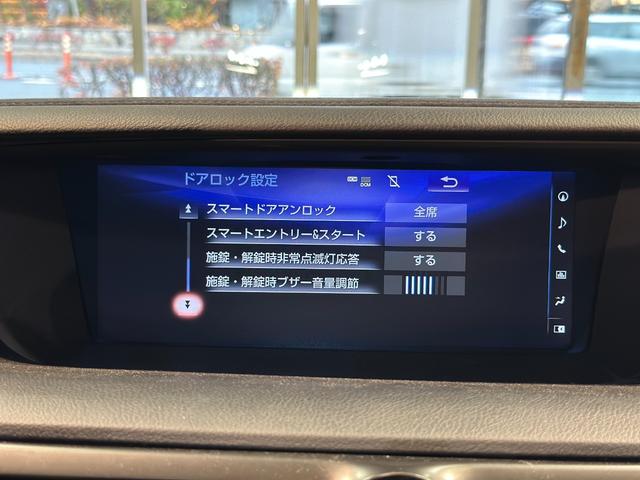 ドアロック設定
DCM
スマートドアアンロック 全席
スマートエントリー&スタート する
施錠・解錠時非常点滅灯応答 する
施錠・解錠時ブザー音量調節